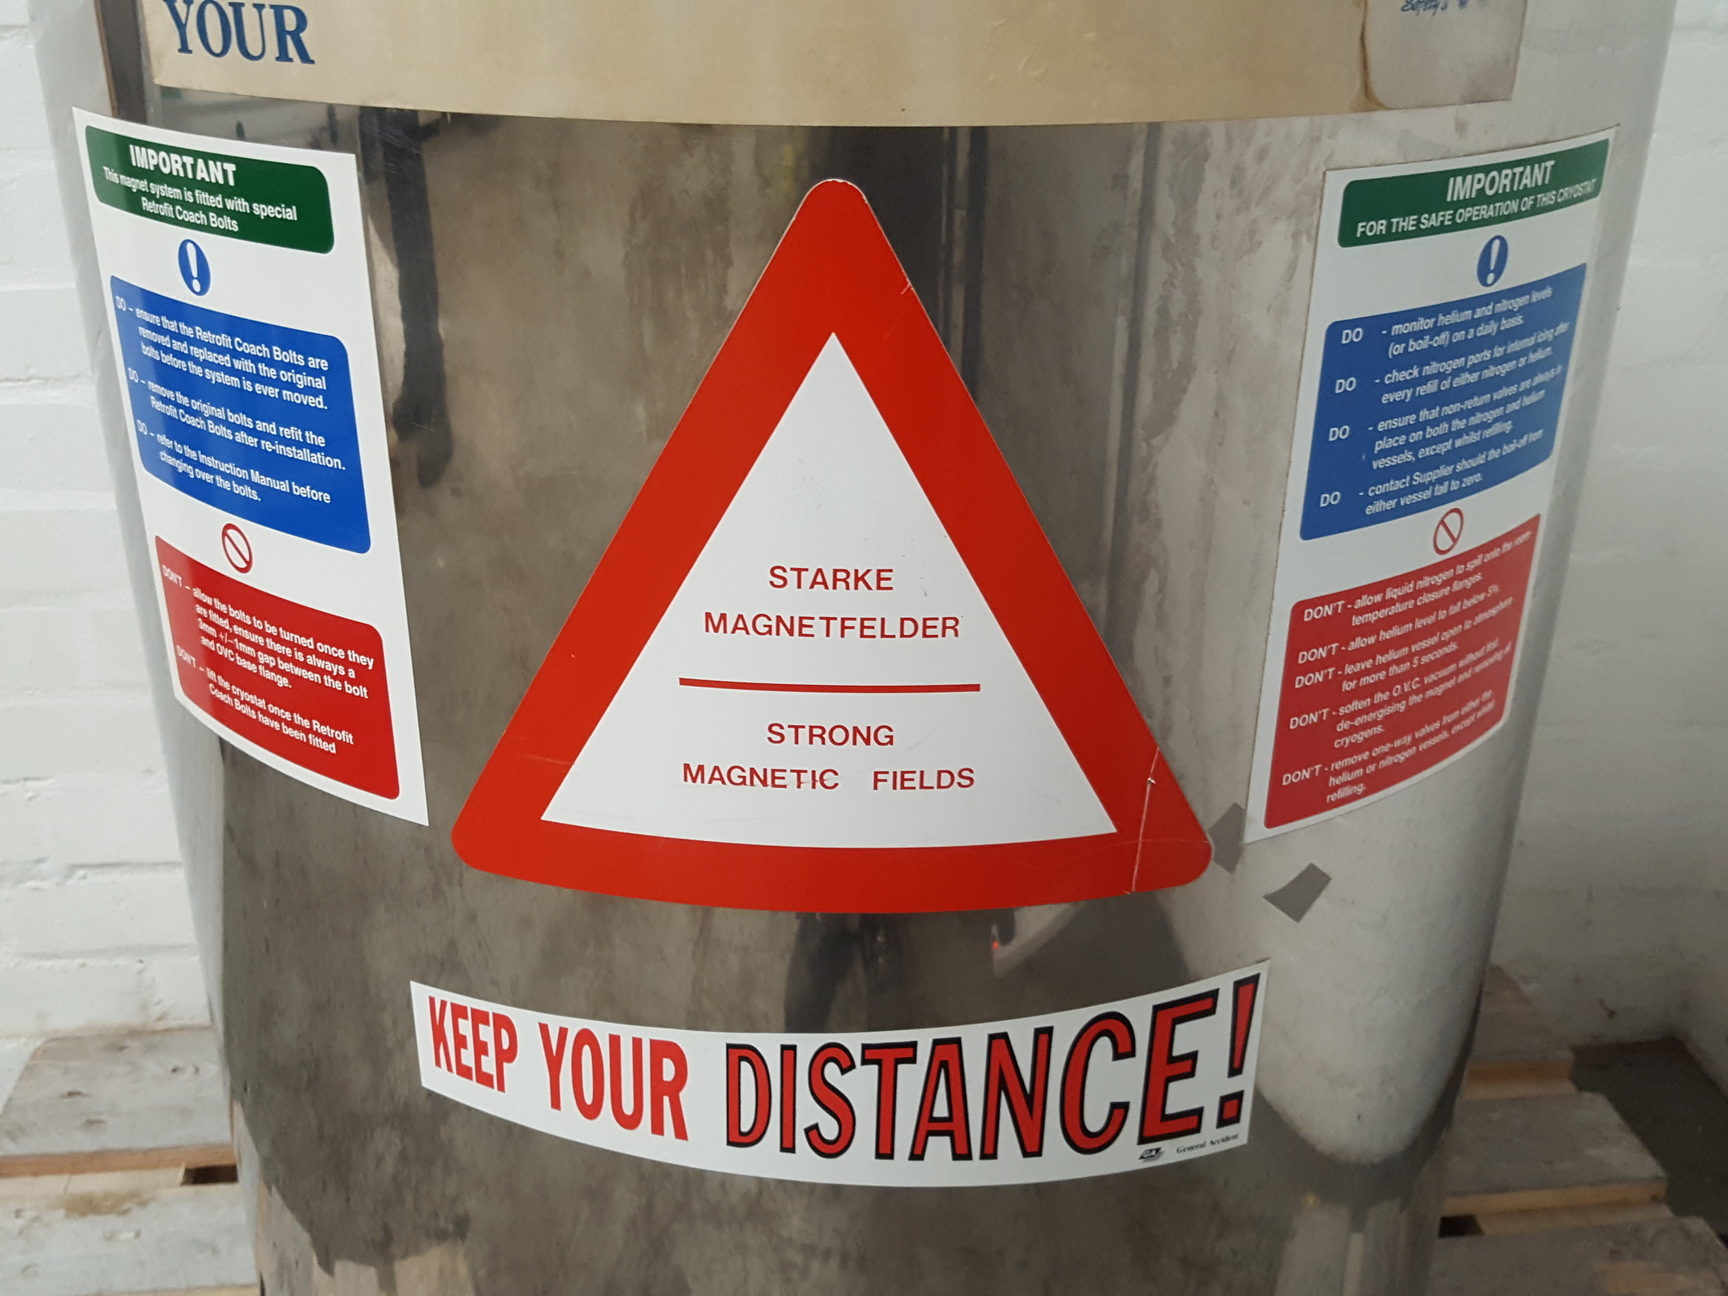 YOUR
IMPORTANT
This magnet system is fitted with special
Retrofit Coach Bolts
DO - ensure that the Retrofit Coach Bolts are
removed and replaced with the original
bolts before the system is ever moved.
DO - remove the original bolts and refit the
Retrofit Coach Bolts after re-installation.
DO - refer to the Instruction Manual before
changing over the bolts.
DON'T - allow the bolts to be turned once they
are fitted, ensure there is always a
3mm +/-1mm gap between the bolt
and OVC base flange.
DON'T - lift the cryostat once the Retrofit
Coach Bolts have been fitted
STARKE
MAGNETFELDER
STRONG
MAGNETIC FIELDS
IMPORTANT
FOR THE SAFE OPERATION OF THIS CRYOSTAT
DO - monitor helium and nitrogen levels
(or boil-off) on a daily basis.
DO - check nitrogen ports for internal icing after
every refill of either nitrogen or helium.
DO - ensure that non-return valves are always in
place on both the nitrogen and helium
vessels, except whilst refilling.
DO - contact Supplier should the boil-off from
either vessel fall to zero.
DON'T - allow liquid nitrogen to spill onto the room-
temperature closure flanges.
DON'T - allow helium level to fall below 5%.
DON'T - leave helium vessel open to atmosphere
for more than 5 seconds.
DON'T - soften the O.V.C. vacuum without first
de-energising the magnet and removing all
cryogens.
DON'T - remove one-way valves from either the
helium or nitrogen vessels, except whilst
refilling.
KEEP YOUR DISTANCE!
GA General Accident